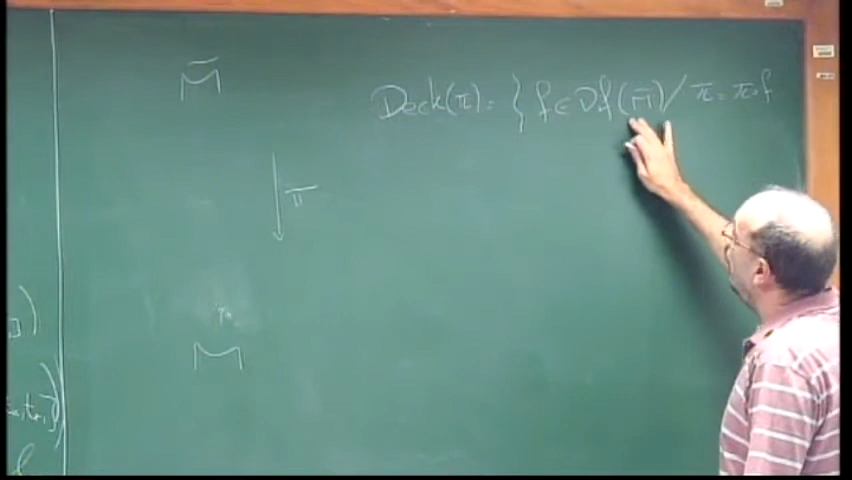 M̅
Deck(π) = { f ∈ Dif(M̅) / π = π∘f
π
M